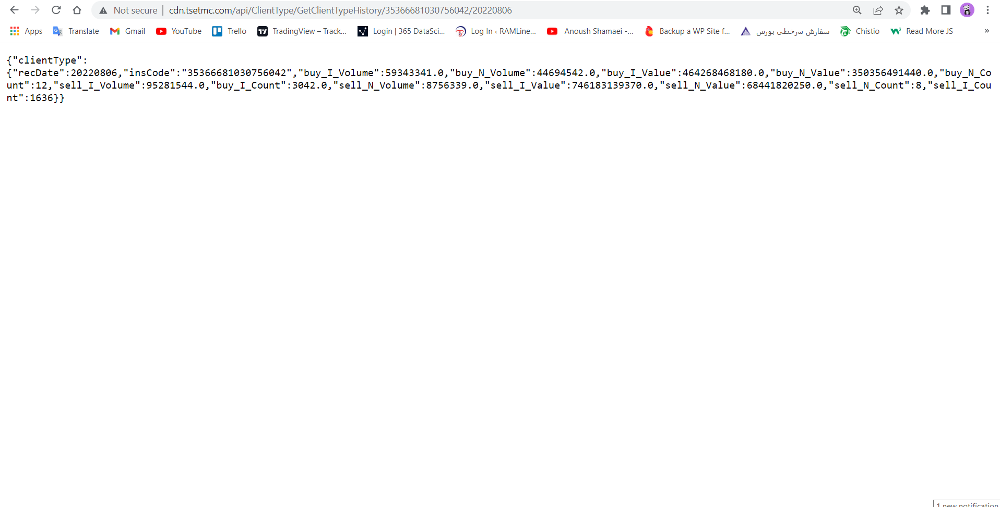 Not secure | cdn.tsetmc.com/api/ClientType/GetClientTypeHistory/35366681030756042/20220806
Apps Translate Gmail YouTube Trello TradingView – Track... Login | 365 DataSci... Log In ‹ RAMLine... Anoush Shamaei -... Backup a WP Site f... سفارش سرخطی بورس Chistio Read More JS »
{"clientType":
{"recDate":20220806,"insCode":"35366681030756042","buy_I_Volume":59343341.0,"buy_N_Volume":44694542.0,"buy_I_Value":464268468180.0,"buy_N_Value":350356491440.0,"buy_N_Co
unt":12,"sell_I_Volume":95281544.0,"buy_I_Count":3042.0,"sell_N_Volume":8756339.0,"sell_I_Value":746183139370.0,"sell_N_Value":68441820250.0,"sell_N_Count":8,"sell_I_Cou
nt":1636}}
1 new notification